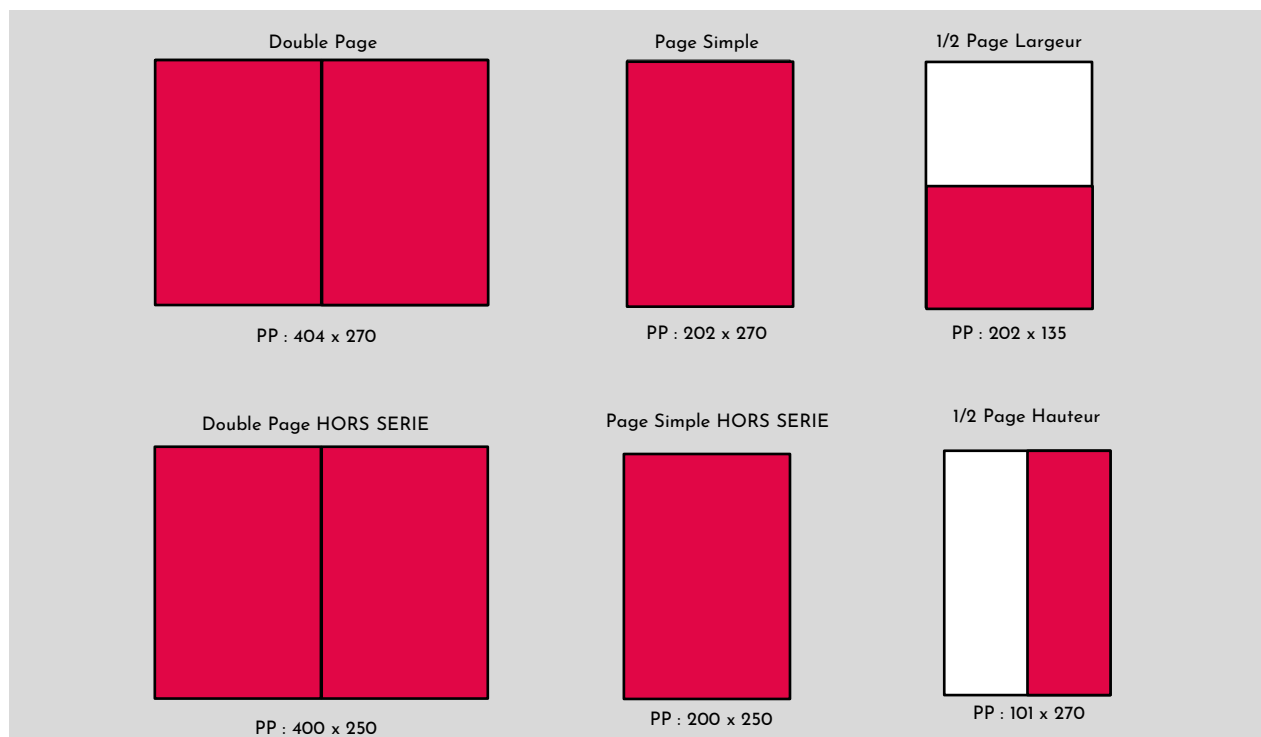 Double Page
Page Simple
1/2 Page Largeur
PP : 404 x 270
PP : 202 x 270
PP : 202 x 135
Double Page HORS SERIE
Page Simple HORS SERIE
1/2 Page Hauteur
PP : 400 x 250
PP : 200 x 250
PP : 101 x 270